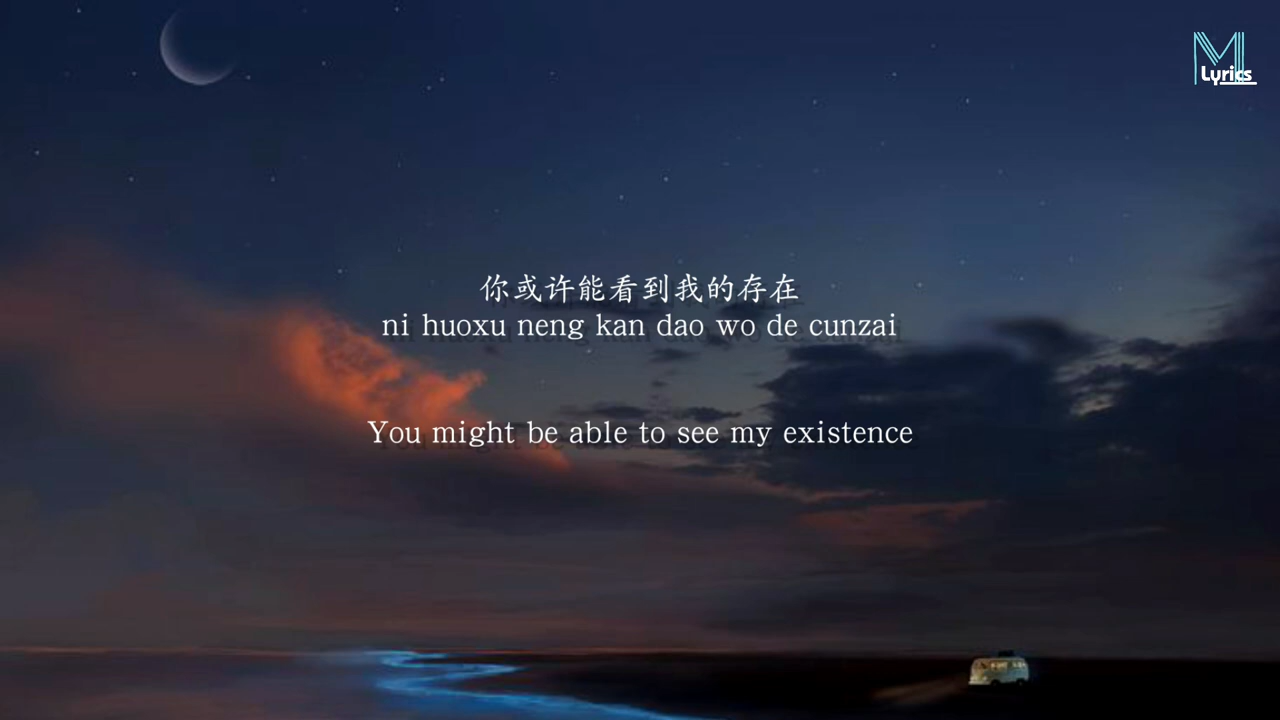 M
Lyrics
你或许能看到我的存在
ni huoxu neng kan dao wo de cunzai
You might be able to see my existence